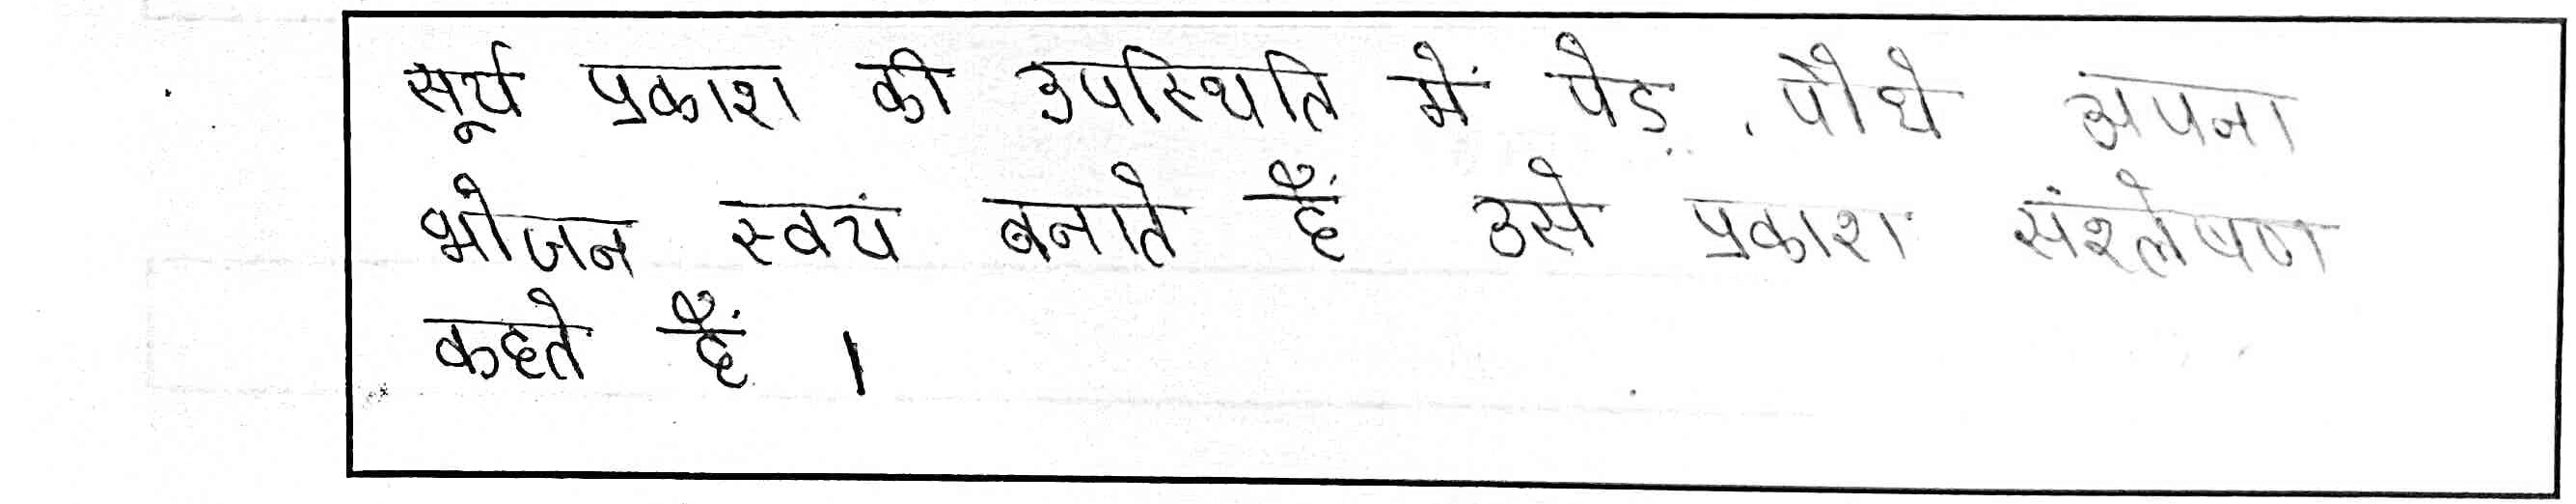 सूर्य प्रकाश की उपस्थिति में पेड़ , पौधे अपना
भोजन स्वयं बनाते हैं उसे प्रकाश संश्लेषण
कहते हैं ।